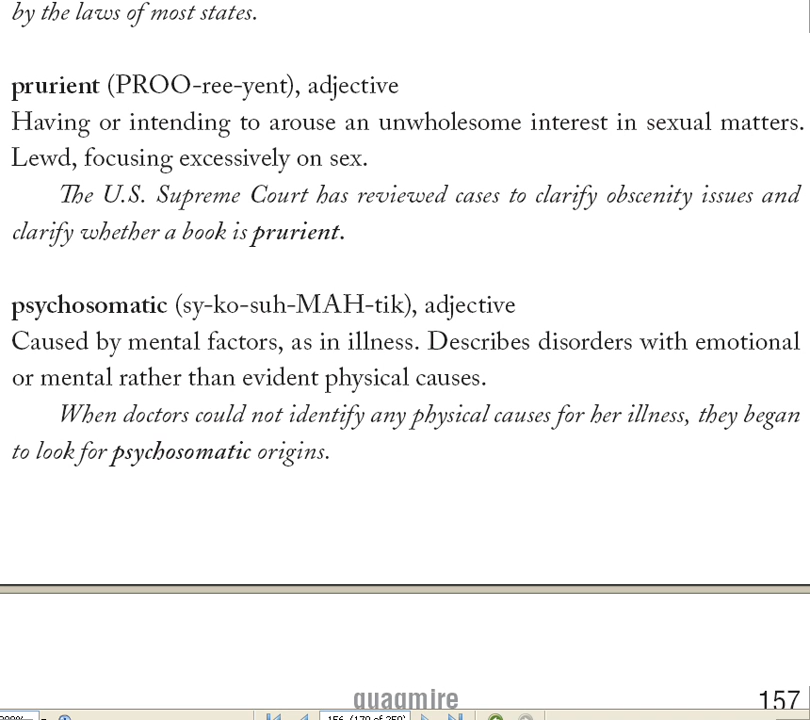 by the laws of most states.
prurient (PROO-ree-yent), adjective
Having or intending to arouse an unwholesome interest in sexual matters.
Lewd, focusing excessively on sex.
The U.S. Supreme Court has reviewed cases to clarify obscenity issues and
clarify whether a book is prurient.
psychosomatic (sy-ko-suh-MAH-tik), adjective
Caused by mental factors, as in illness. Describes disorders with emotional
or mental rather than evident physical causes.
When doctors could not identify any physical causes for her illness, they began
to look for psychosomatic origins.
quagmire 157
156 (170 of 259)